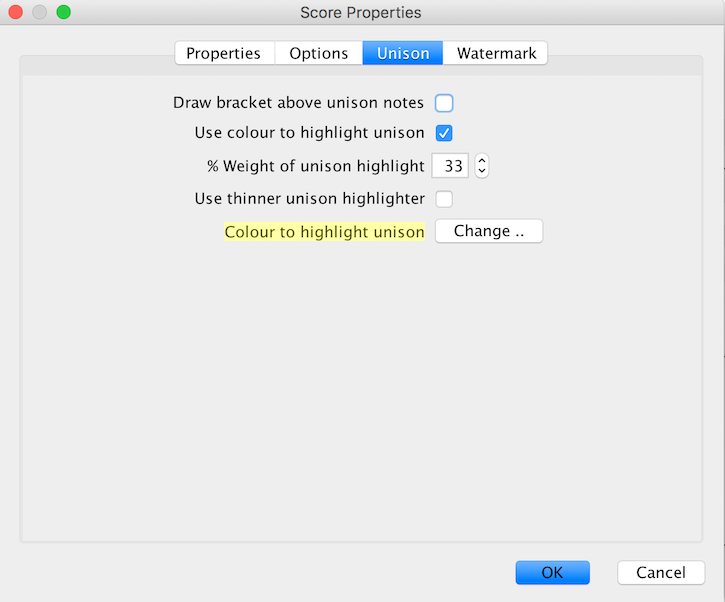 Score Properties
Properties Options Unison Watermark
Draw bracket above unison notes
Use colour to highlight unison
% Weight of unison highlight 33
Use thinner unison highlighter
Colour to highlight unison Change ..
OK Cancel